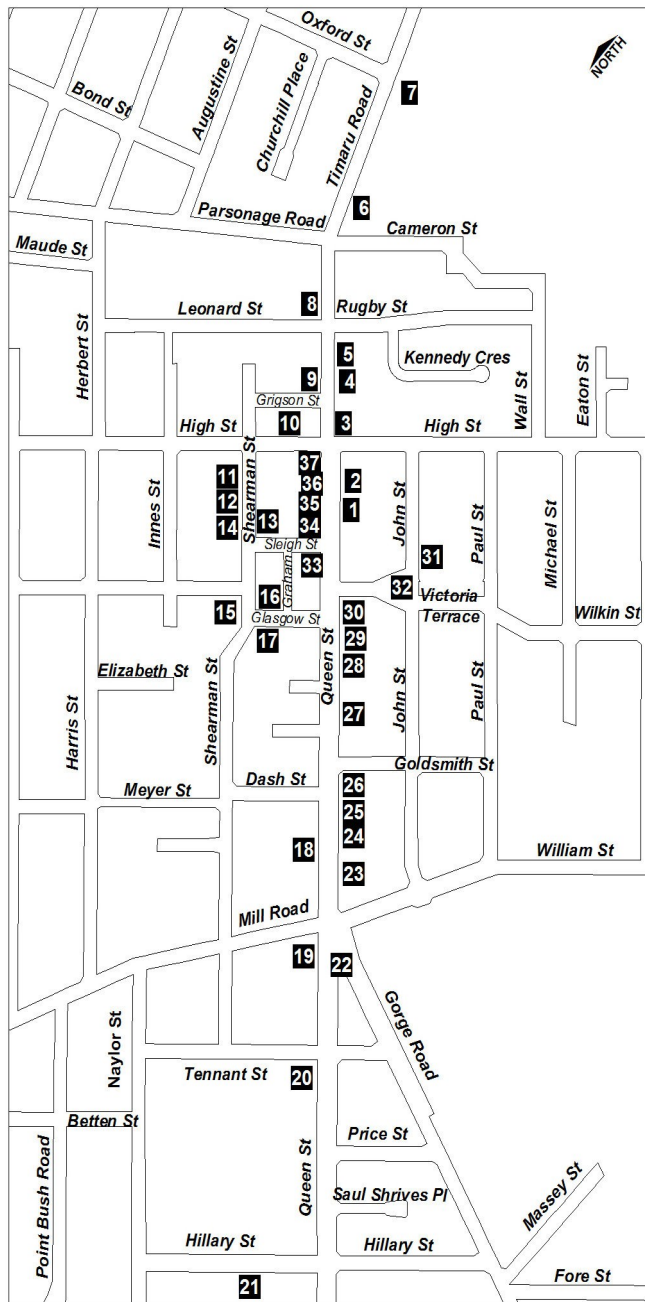 Oxford St
NORTH
Augustine St
Churchill Place
Bond St
Timaru Road
7
6
Parsonage Road
Cameron St
Maude St
8
Leonard St
Rugby St
Herbert St
5
Kennedy Cres
9
4
Grigson St
Wall St
Eaton St
10
3
High St
High St
37
11
36
2
12
35
1
13
14
34
Innes St
Shearman St
John St
Paul St
Michael St
Sleigh St
31
33
Graham
32
16
Victoria
Terrace
15
30
Glasgow St
Wilkin St
17
29
28
Elizabeth St
Queen St
27
John St
Paul St
Harris St
Shearman St
Goldsmith St
Dash St
26
Meyer St
25
24
18
William St
23
Mill Road
19
22
Gorge Road
Naylor St
Tennant St
20
Betten St
Price St
Queen St
Saul Shrives Pl
Massey St
Point Bush Road
Hillary St
Hillary St
21
Fore St